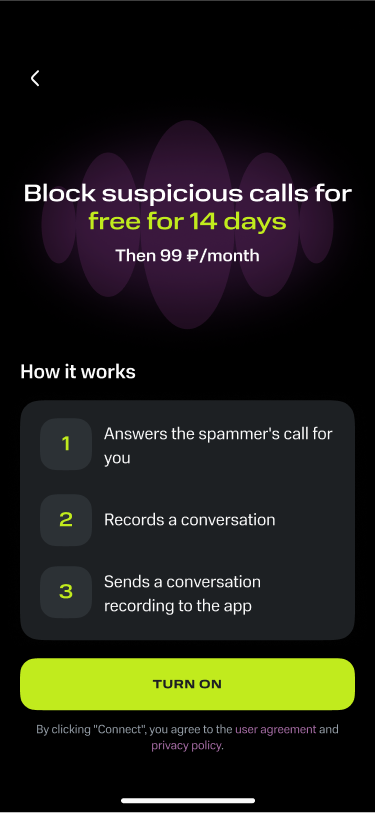 Block suspicious calls for
free for 14 days
Then 99 ₽/month
How it works
1
Answers the spammer's call for
you
2
Records a conversation
3
Sends a conversation
recording to the app
TURN ON
By clicking "Connect", you agree to the user agreement and
privacy policy.